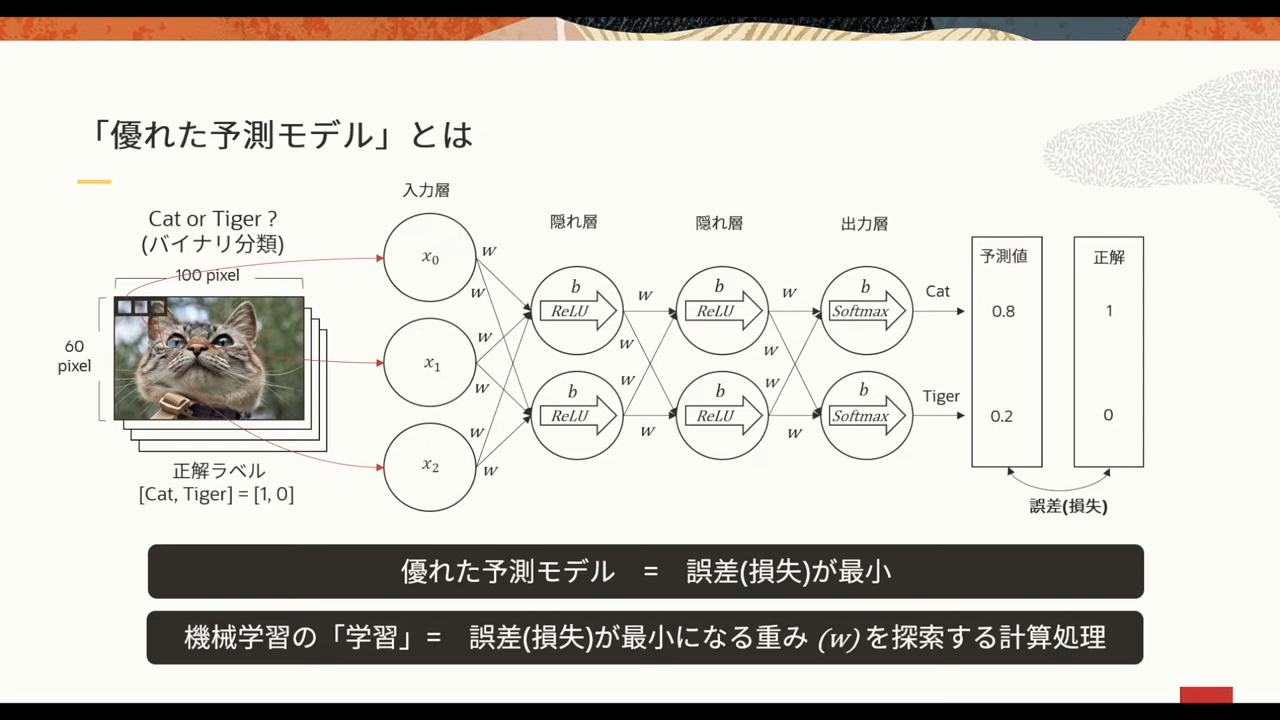 「優れた予測モデル」とは
Cat or Tiger ?
(バイナリ分類)
100 pixel
60
pixel
正解ラベル
[Cat, Tiger] = [1, 0]
入力層
x0
x1
x2
w
w
w
w
w
w
隠れ層
b
ReLU
b
ReLU
w
w
w
w
隠れ層
b
ReLU
b
ReLU
w
w
w
w
出力層
b
Softmax
b
Softmax
Cat
Tiger
予測値
0.8
0.2
正解
1
0
誤差(損失)
優れた予測モデル = 誤差(損失)が最小
機械学習の「学習」= 誤差(損失)が最小になる重み (w) を探索する計算処理